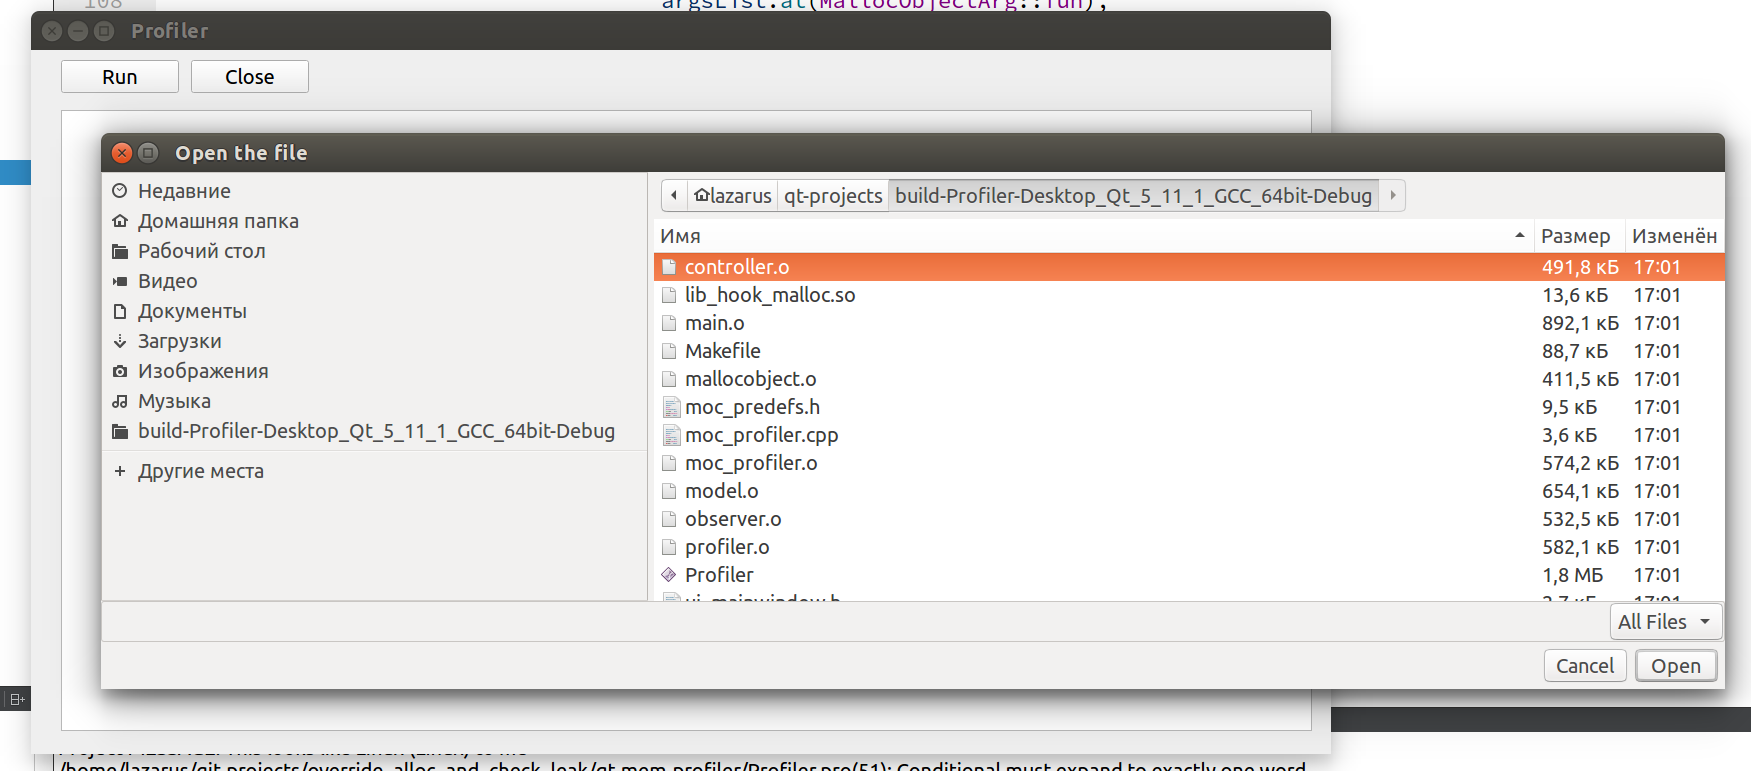 108 argsList.at(MallocObjectArg::fun),
Profiler
Run Close
Open the file
Недавние
Домашняя папка
Рабочий стол
Видео
Документы
Загрузки
Изображения
Музыка
build-Profiler-Desktop_Qt_5_11_1_GCC_64bit-Debug
Другие места
lazarus qt-projects build-Profiler-Desktop_Qt_5_11_1_GCC_64bit-Debug
Имя Размер Изменён
controller.o 491,8 кБ 17:01
lib_hook_malloc.so 13,6 кБ 17:01
main.o 892,1 кБ 17:01
Makefile 88,7 кБ 17:01
mallocobject.o 411,5 кБ 17:01
moc_predefs.h 9,5 кБ 17:01
moc_profiler.cpp 3,6 кБ 17:01
moc_profiler.o 574,2 кБ 17:01
model.o 654,1 кБ 17:01
observer.o 532,5 кБ 17:01
profiler.o 582,1 кБ 17:01
Profiler 1,8 МБ 17:01
ui_mainwindow.h 17:01
All Files
Cancel Open
/home/lazarus/git-projects/override_alloc_and_check_leak/qt-mem-profiler/Profiler.pro(51): Conditional must expand to exactly one word.